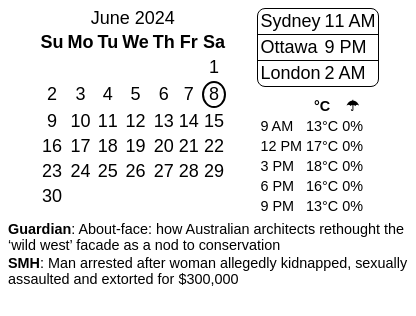 June 2024
Su Mo Tu We Th Fr Sa
1
2 3 4 5 6 7 8
9 10 11 12 13 14 15
16 17 18 19 20 21 22
23 24 25 26 27 28 29
30
Sydney 11 AM
Ottawa 9 PM
London 2 AM
°C ☂
9 AM 13°C 0%
12 PM 17°C 0%
3 PM 18°C 0%
6 PM 16°C 0%
9 PM 13°C 0%
Guardian: About-face: how Australian architects rethought the
‘wild west’ facade as a nod to conservation
SMH: Man arrested after woman allegedly kidnapped, sexually
assaulted and extorted for $300,000